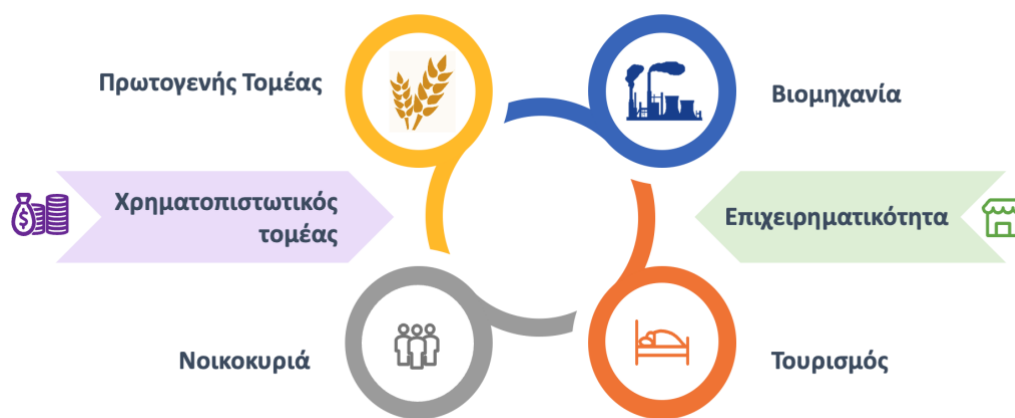 Πρωτογενής Τομέας
Βιομηχανία
Χρηματοπιστωτικός
τομέας
Επιχειρηματικότητα
Νοικοκυριά
Τουρισμός